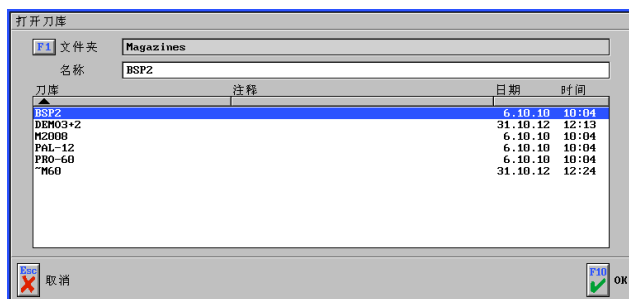 打开刀库
F1 文件夹 Magazines
名称 BSP2
刀库 注释 日期 时间
BSP2 6.10.10 10:04
DEMO3+2 31.10.12 12:13
M2008 6.10.10 10:04
PAL-12 6.10.10 10:04
PRO-60 6.10.10 10:04
~M60 31.10.12 12:24
Esc 取消 F10 OK